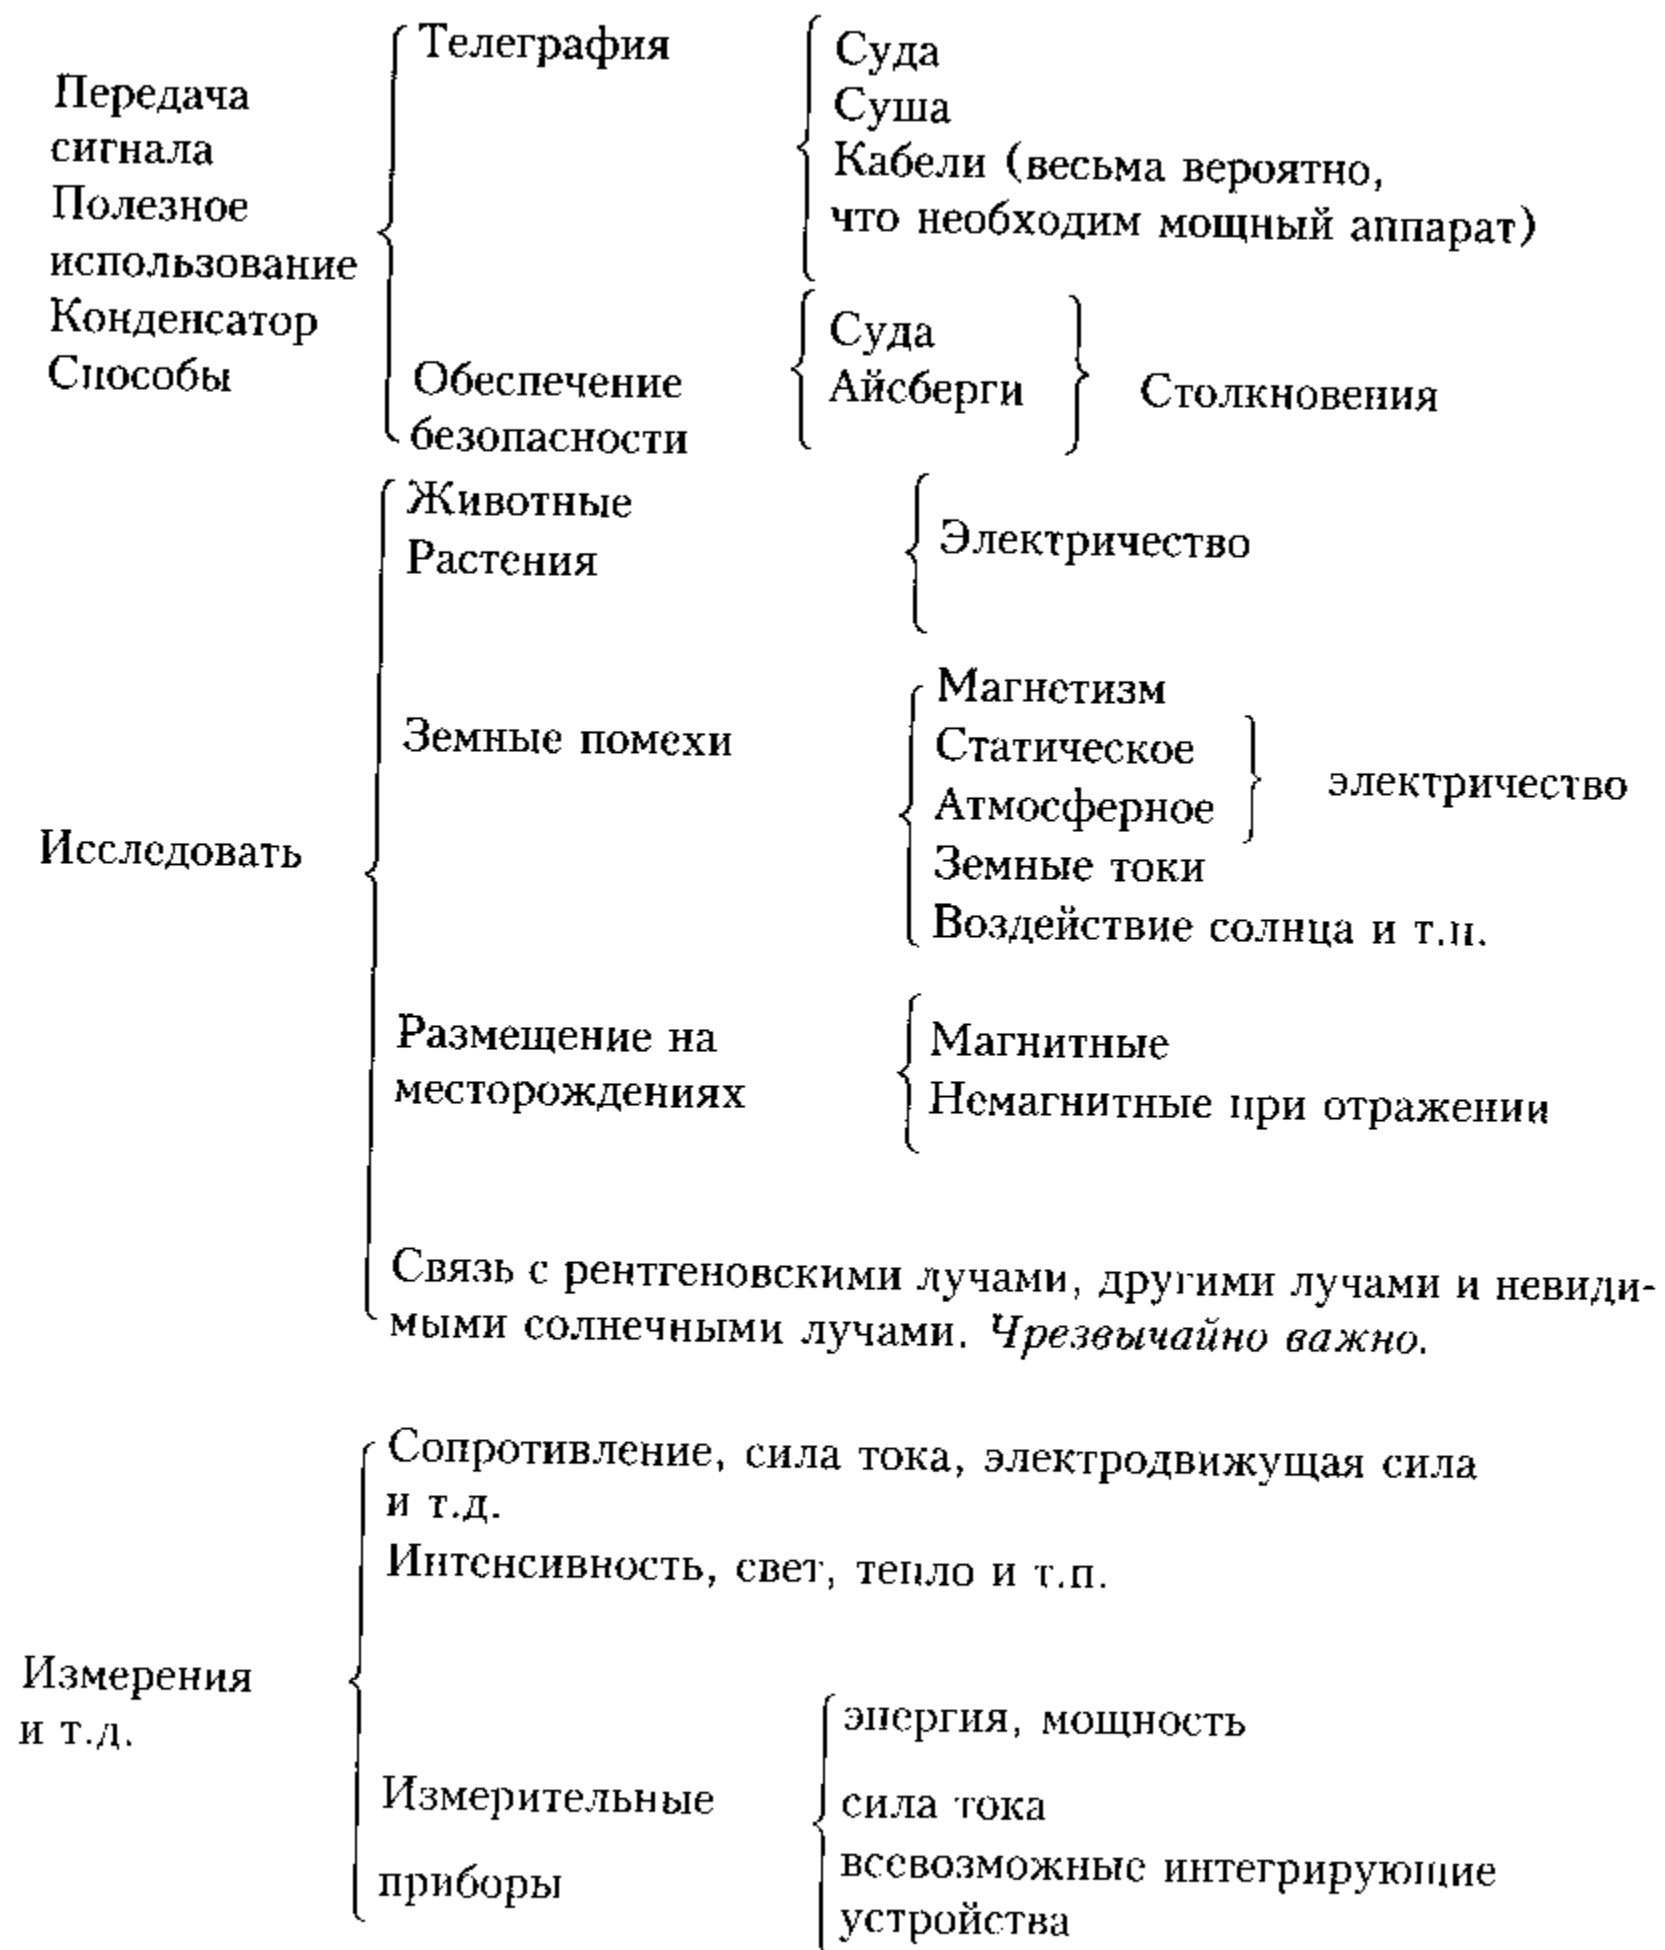 Передача
сигнала
Полезное
использование
Конденсатор
Способы
Телеграфия
Суда
Суша
Кабели (весьма вероятно,
что необходим мощный аппарат)
Обеспечение
безопасности
Суда
Айсберги
Столкновения
Исследовать
Животные
Растения
Электричество
Земные помехи
Магнетизм
Статическое
Атмосферное
электричество
Земные токи
Воздействие солнца и т.п.
Размещение на
месторождениях
Магнитные
Немагнитные при отражении
Связь с рентгеновскими лучами, другими лучами и невиди-
мыми солнечными лучами. Чрезвычайно важно.
Измерения
и т.д.
Сопротивление, сила тока, электродвижущая сила
и т.д.
Интенсивность, свет, тепло и т.п.
Измерительные
приборы
энергия, мощность
сила тока
всевозможные интегрирующие
устройства